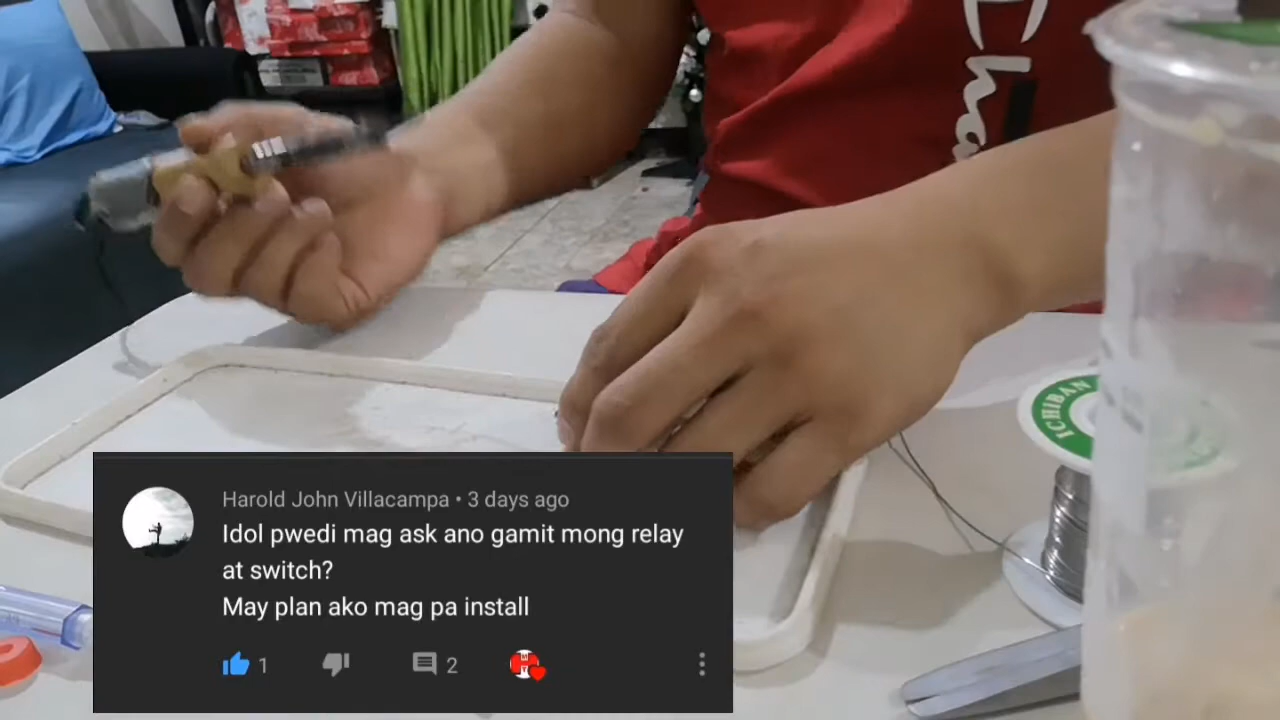 Cha
ICHIBAN
Harold John Villacampa • 3 days ago
Idol pwedi mag ask ano gamit mong relay
at switch?
May plan ako mag pa install
1
2